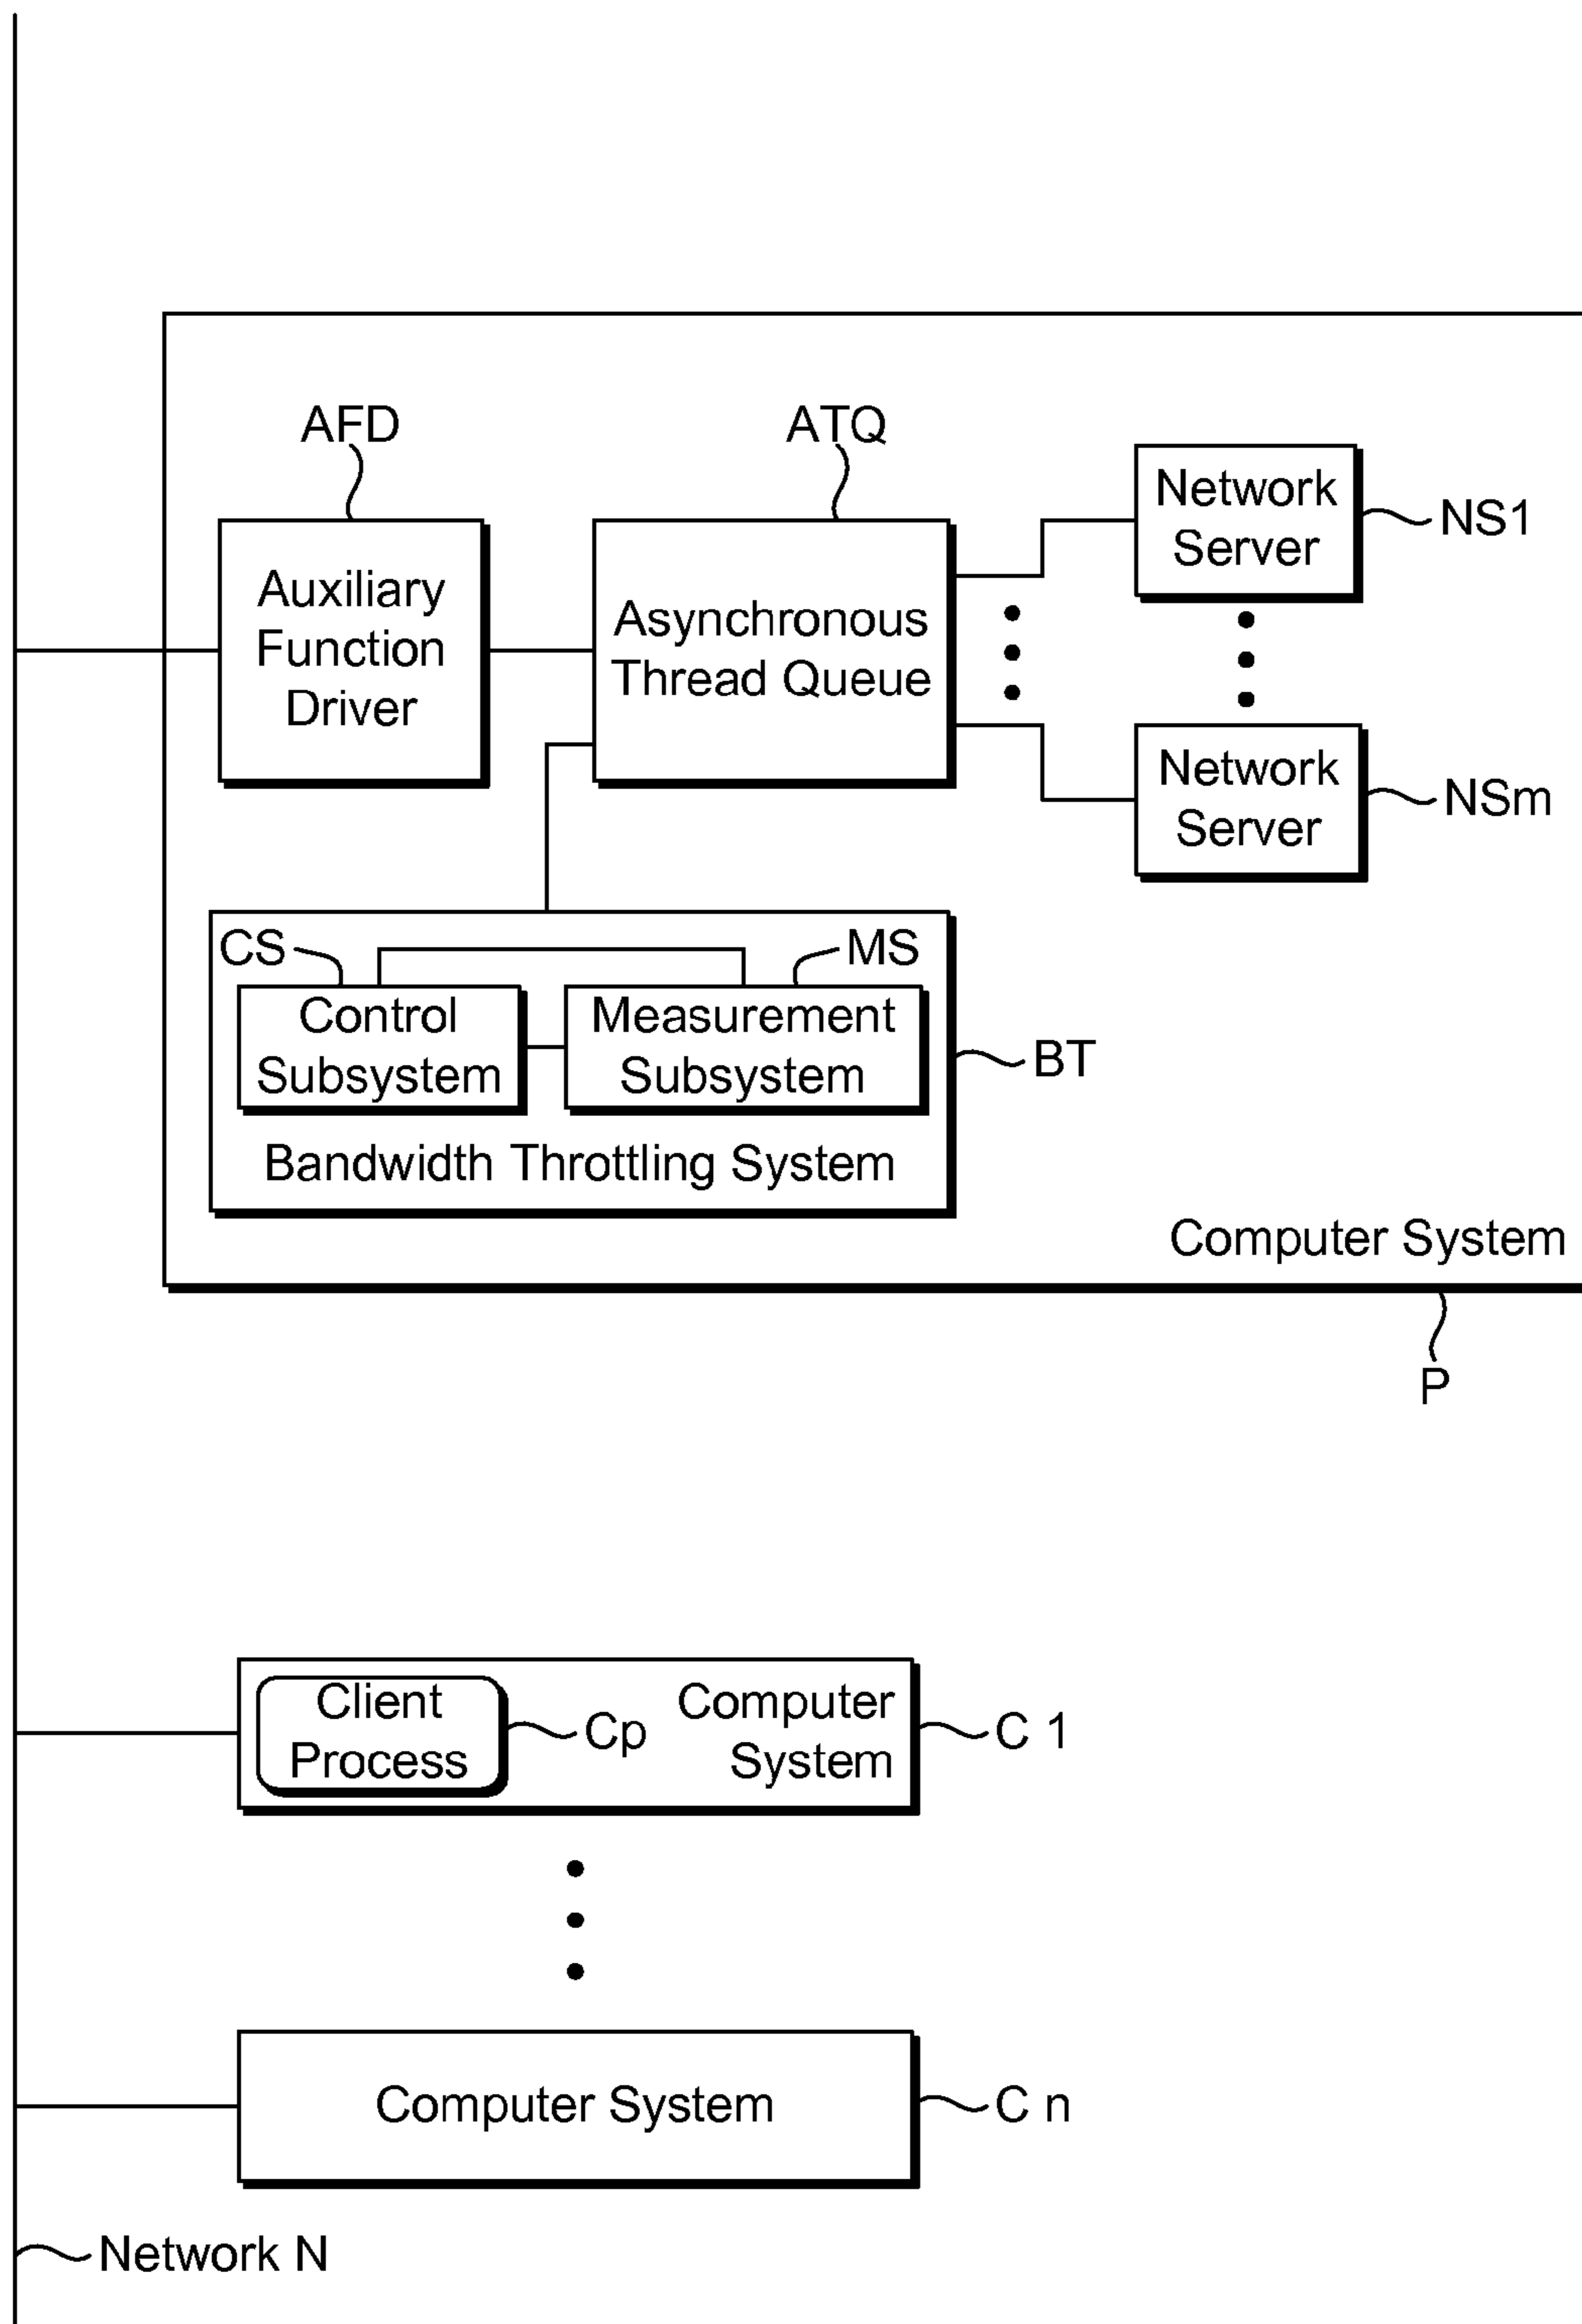 AFD
ATQ
Auxiliary
Function
Driver
Asynchronous
Thread Queue
Network
Server
NS1
Network
Server
NSm
CS
MS
Control
Subsystem
Measurement
Subsystem
BT
Bandwidth Throttling System
Computer System
P
Client
Process
Cp
Computer
System
C 1
Computer System
C n
Network N